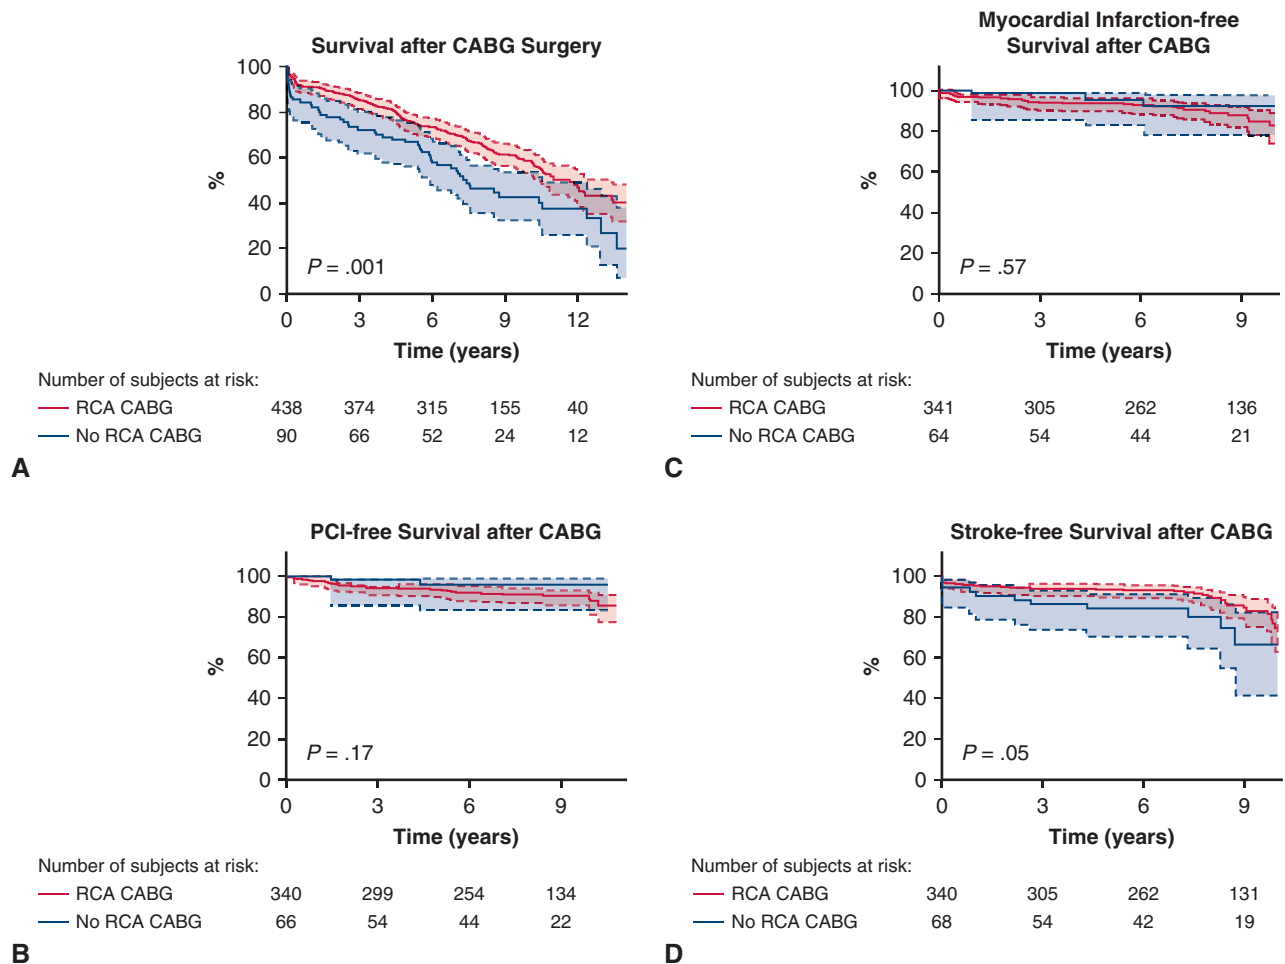 A
Survival after CABG Surgery
100
80
60
40
20
0
%
P = .001
0 3 6 9 12
Time (years)
Number of subjects at risk:
RCA CABG 438 374 315 155 40
No RCA CABG 90 66 52 24 12
B
PCI-free Survival after CABG
100
80
60
40
20
0
%
P = .17
0 3 6 9
Time (years)
Number of subjects at risk:
RCA CABG 340 299 254 134
No RCA CABG 66 54 44 22
C
Myocardial Infarction-free
Survival after CABG
100
80
60
40
20
0
%
P = .57
0 3 6 9
Time (years)
Number of subjects at risk:
RCA CABG 341 305 262 136
No RCA CABG 64 54 44 21
D
Stroke-free Survival after CABG
100
80
60
40
20
0
%
P = .05
0 3 6 9
Time (years)
Number of subjects at risk:
RCA CABG 340 305 262 131
No RCA CABG 68 54 42 19